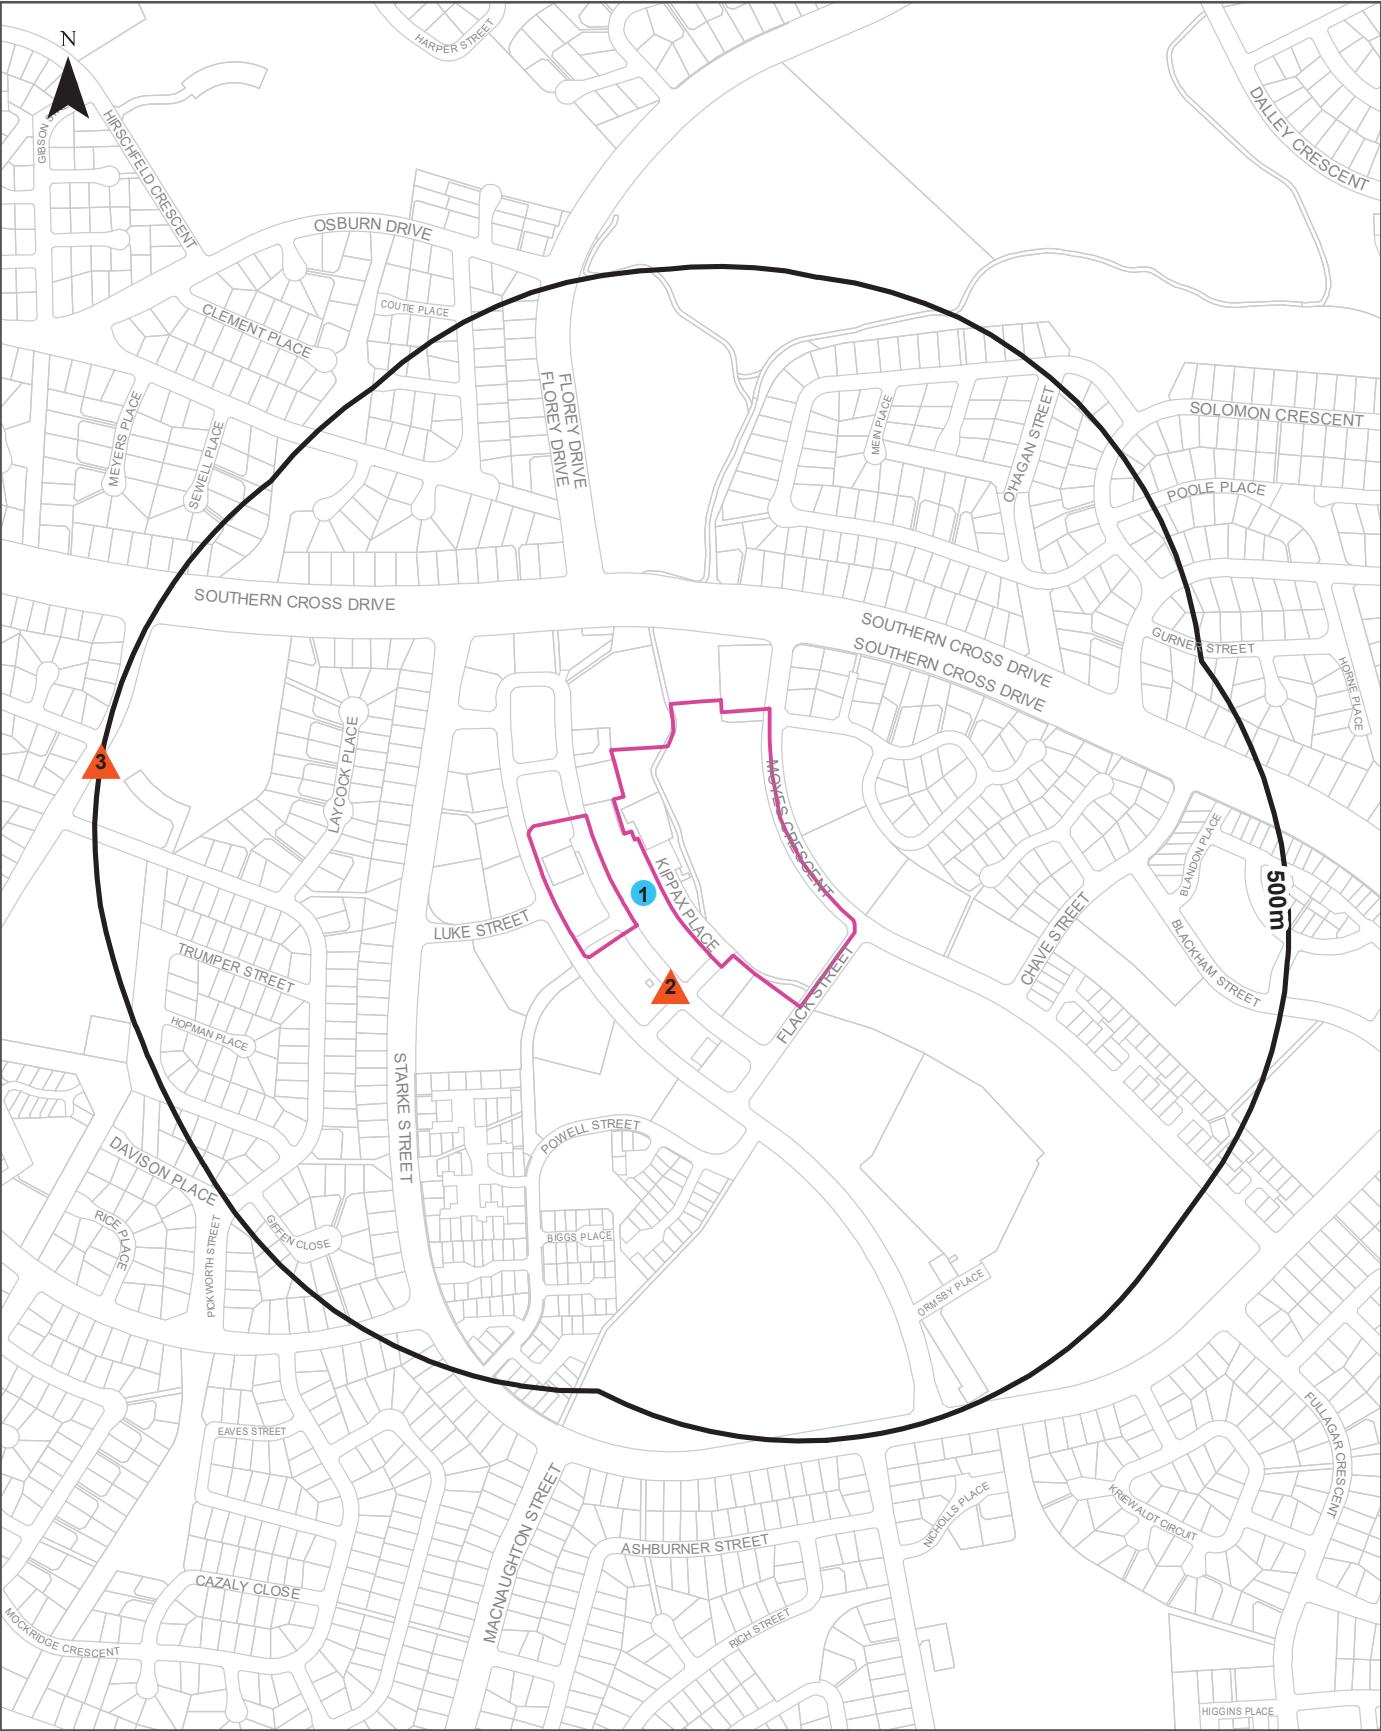 HARPER STREET
N
DALLEY CRESCENT
GIBSON
HIRSCHFELD CRESCENT
OSBURN DRIVE
COUTIE PLACE
CLEMENT PLACE
FLOREY DRIVE
FLOREY DRIVE
MEYERS PLACE
SEWELL PLACE
MEIN PLACE
O'HAGAN STREET
SOLOMON CRESCENT
POOLE PLACE
SOUTHERN CROSS DRIVE
SOUTHERN CROSS DRIVE
SOUTHERN CROSS DRIVE
GURNER STREET
HORNE PLACE
LAYCOCK PLACE
3
MOYES CRESCENT
KIPPAX PLACE
1
BLANDON PLACE
500m
LUKE STREET
CHAVE STREET
BLACKHAM STREET
TRUMPER STREET
2
FLACK STREET
HOPMAN PLACE
STARKE STREET
POWELL STREET
DAVISON PLACE
RICE PLACE
PICKWORTH STREET
GIFFEN CLOSE
BIGGS PLACE
ORMSBY PLACE
EAVES STREET
FULLAGAR CRESCENT
MACNAUGHTON STREET
NICHOLLS PLACE
KRIEWALDT CIRCUIT
ASHBURNER STREET
CAZALY CLOSE
RICH STREET
MOCKRIDGE CRESCENT
HIGGINS PLACE